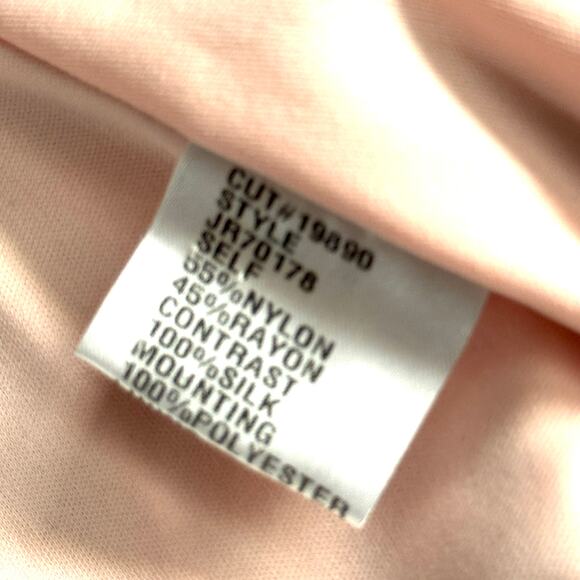 CUT#19890
STYLE
JR70178
SELF
55%NYLON
45%RAYON
CONTRAST
100%SILK
MOUNTING
100%POLYESTER